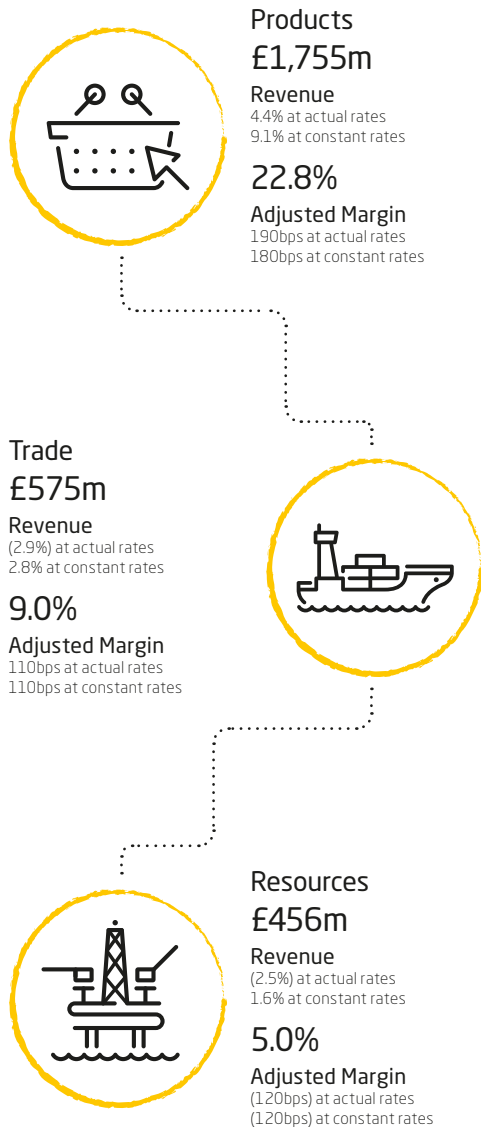 Products
£1,755m
Revenue
4.4% at actual rates
9.1% at constant rates
22.8%
Adjusted Margin
190bps at actual rates
180bps at constant rates
Trade
£575m
Revenue
(2.9%) at actual rates
2.8% at constant rates
9.0%
Adjusted Margin
110bps at actual rates
110bps at constant rates
Resources
£456m
Revenue
(2.5%) at actual rates
1.6% at constant rates
5.0%
Adjusted Margin
(120bps) at actual rates
(120bps) at constant rates